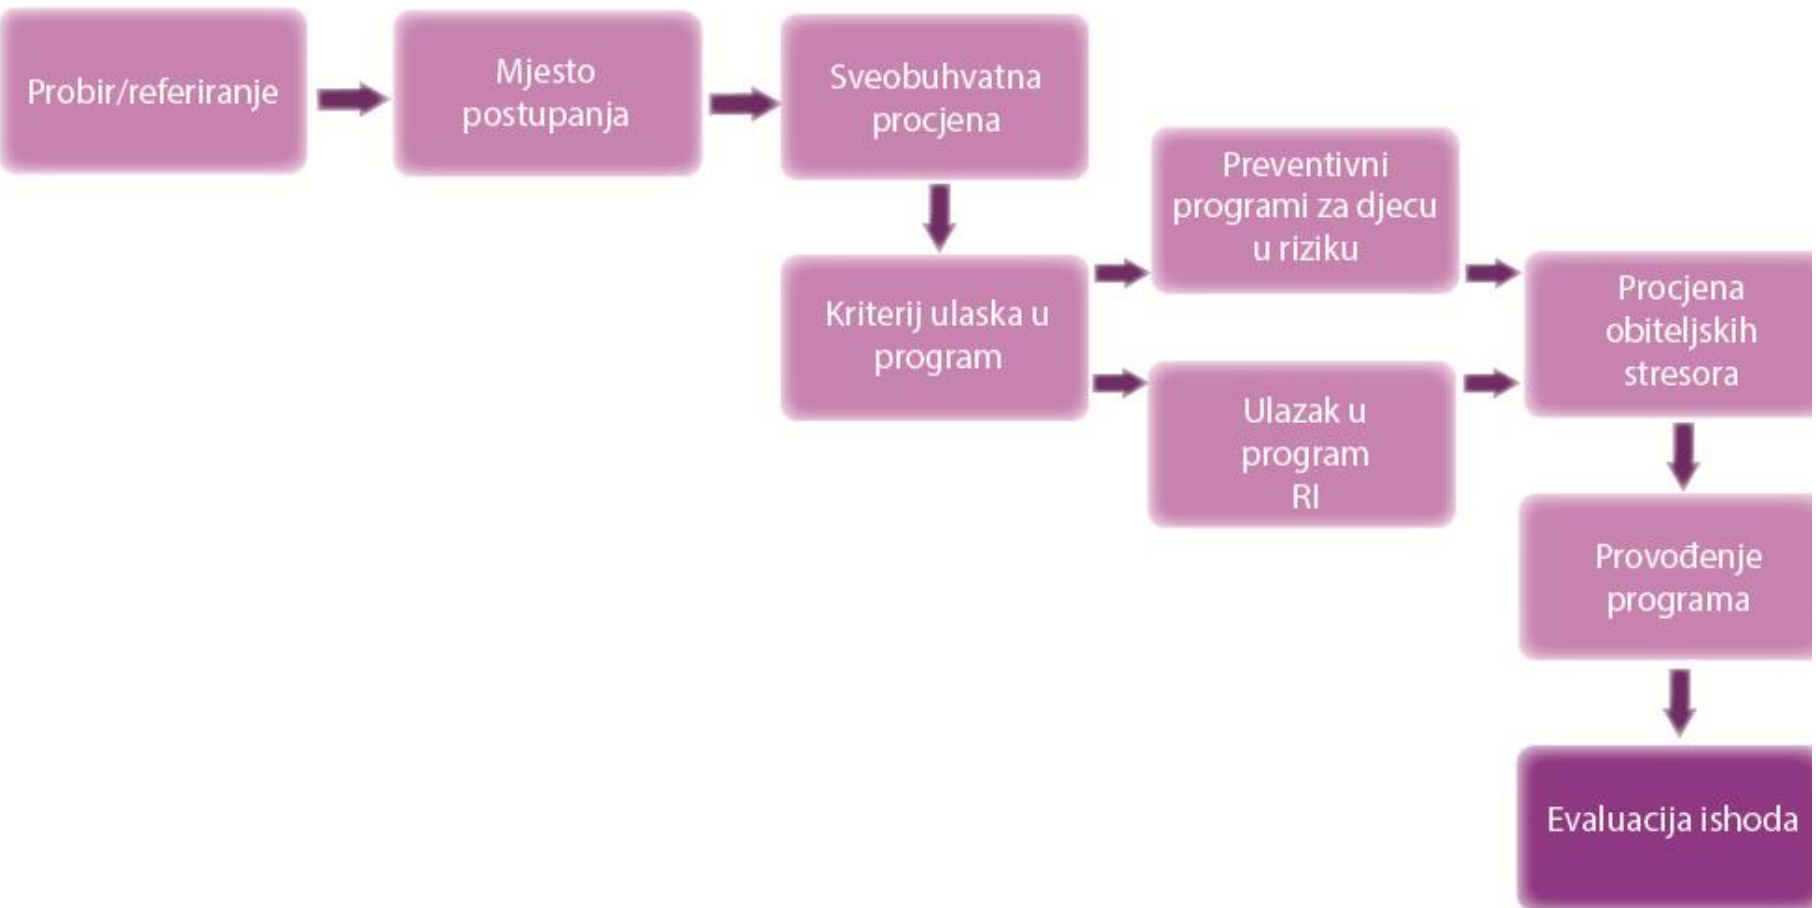 Probir/referiranje
Mjesto
postupanja
Sveobuhvatna
procjena
Kriterij ulaska u
program
Preventivni
programi za djecu
u riziku
Ulazak u
program
RI
Procjena
obiteljskih
stresora
Provođenje
programa
Evaluacija ishoda